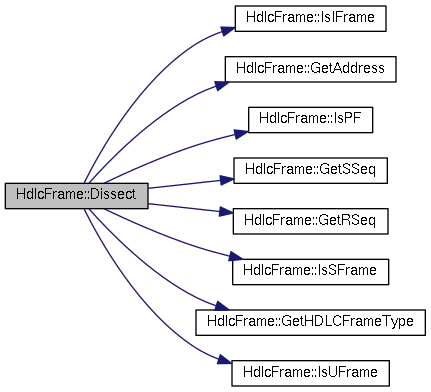 HdlcFrame::IsIFrame
HdlcFrame::GetAddress
HdlcFrame::IsPF
HdlcFrame::GetSSeq
HdlcFrame::Dissect
HdlcFrame::GetRSeq
HdlcFrame::IsSFrame
HdlcFrame::GetHDLCFrameType
HdlcFrame::IsUFrame